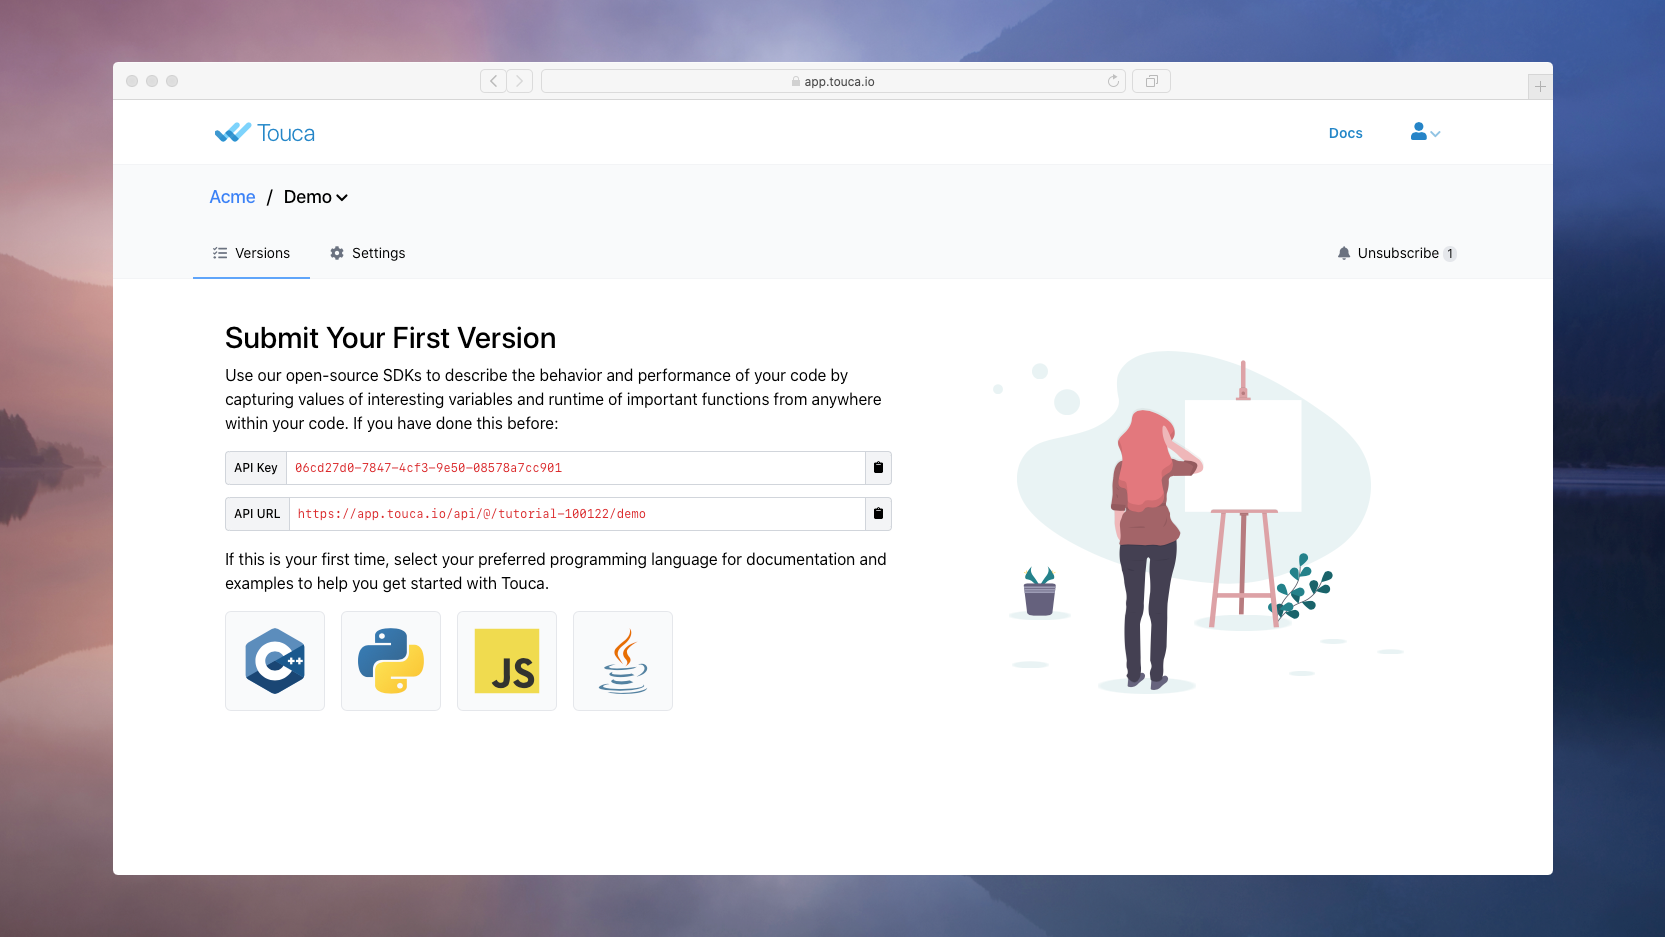 app.touca.io
Touca
Docs
Acme / Demo
Versions Settings Unsubscribe 1
Submit Your First Version
Use our open-source SDKs to describe the behavior and performance of your code by
capturing values of interesting variables and runtime of important functions from anywhere
within your code. If you have done this before:
API Key 06cd27d0-7847-4cf3-9e50-08578a7cc901
API URL https://app.touca.io/api/@/tutorial-100122/demo
If this is your first time, select your preferred programming language for documentation and
examples to help you get started with Touca.
C++ JS